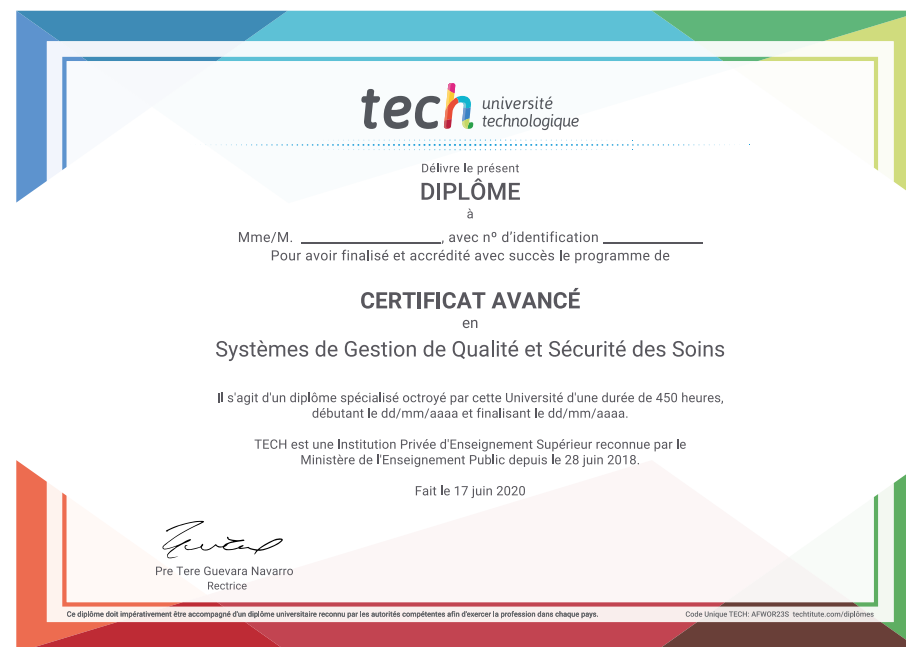 tech université
technologique
Délivre le présent
DIPLÔME
à
Mme/M. ____________________, avec nº d'identification ______________
Pour avoir finalisé et accrédité avec succès le programme de
CERTIFICAT AVANCÉ
en
Systèmes de Gestion de Qualité et Sécurité des Soins
Il s'agit d'un diplôme spécialisé octroyé par cette Université d'une durée de 450 heures,
débutant le dd/mm/aaaa et finalisant le dd/mm/aaaa.
TECH est une Institution Privée d'Enseignement Supérieur reconnue par le
Ministère de l'Enseignement Public depuis le 28 juin 2018.
Fait le 17 juin 2020
Pre Tere Guevara Navarro
Rectrice
Ce diplôme doit impérativement être accompagné d'un diplôme universitaire reconnu par les autorités compétentes afin d'exercer la profession dans chaque pays.
Code Unique TECH: AFWOR23S techtitute.com/diplômes